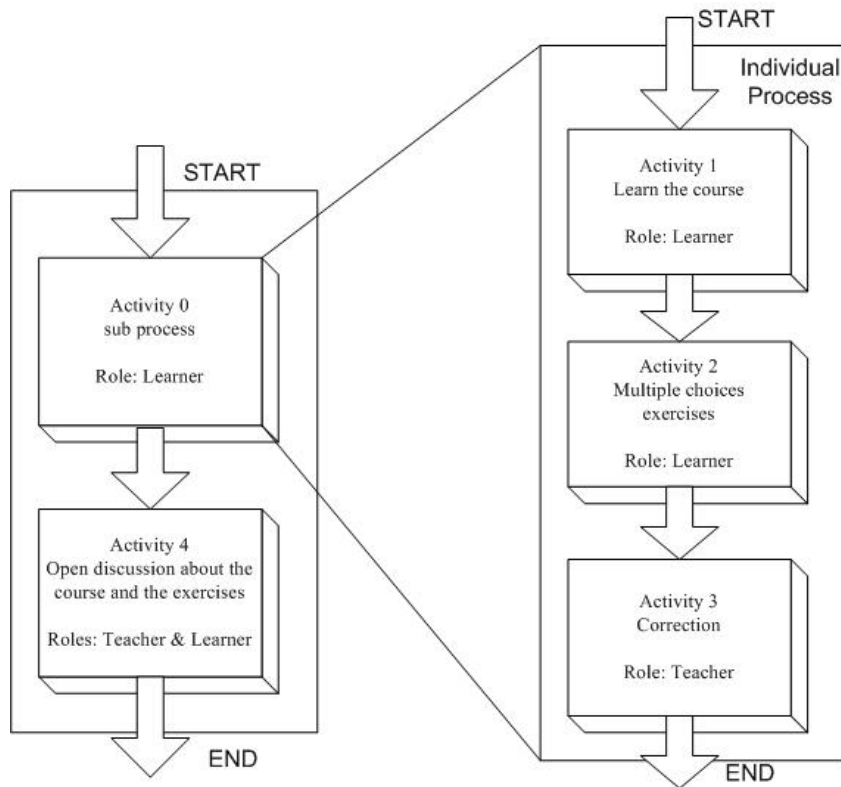 START
Activity 0
sub process
Role: Learner
Activity 4
Open discussion about the
course and the exercises
Roles: Teacher & Learner
END
START
Individual
Process
Activity 1
Learn the course
Role: Learner
Activity 2
Multiple choices
exercises
Role: Learner
Activity 3
Correction
Role: Teacher
END